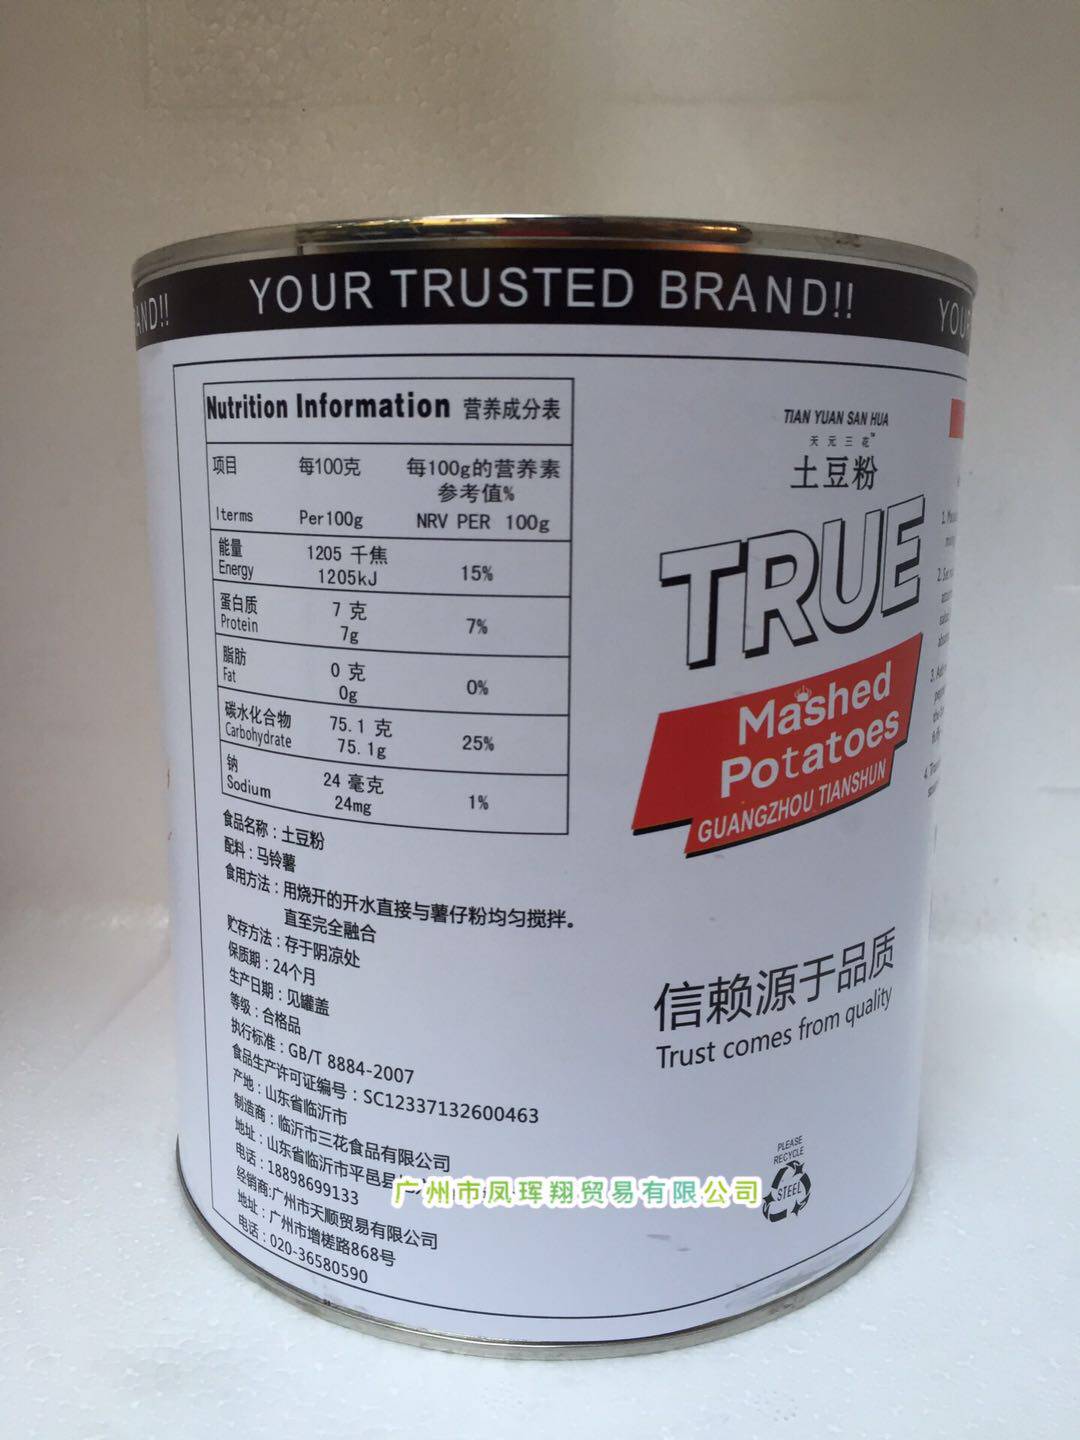 AND!!
YOUR TRUSTED BRAND!!
YOU
Nutrition Information 营养成分表
项目 每100克 每100g的营养素
参考值%
Iterms Per100g NRV PER 100g
能量 1205 千焦
Energy 1205kJ 15%
蛋白质 7 克
Protein 7g 7%
脂肪 0 克
Fat 0g 0%
碳水化合物 75.1 克
Carbohydrate 75.1g 25%
钠 24 毫克
Sodium 24mg 1%
食品名称:土豆粉
配料:马铃薯
食用方法:用烧开的开水直接与薯仔粉均匀搅拌。
直至完全融合
贮存方法:存于阴凉处
保质期:24个月
生产日期:见罐盖
等级:合格品
执行标准:GB/T 8884-2007
食品生产许可证编号:SC12337132600463
产地:山东省临沂市
制造商:临沂市三花食品有限公司
地址:山东省临沂市平邑县
电话:18898699133
经销商:广州市天顺贸易有限公司
地址:广州市增槎路868号
电话:020-36580590
TIAN YUAN SAN HUA
天元三花™
土豆粉
TRUE
Mashed
Potatoes
GUANGZHOU TIANSHUN
信赖源于品质
Trust comes from quality
PLEASE
RECYCLE
STEEL
广州市凤珲翔贸易有限公司
1.
2.
3.
4.